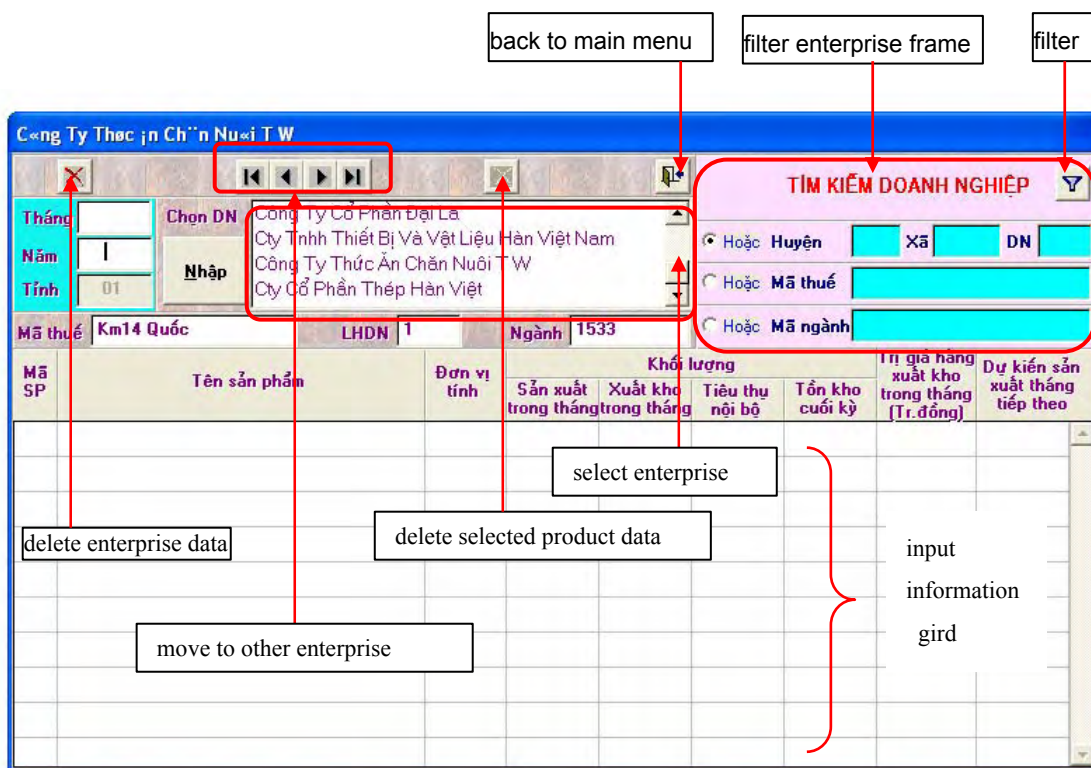 back to main menu
filter enterprise frame
filter
C«ng Ty Thøc ¡n Ch¨n Nu«i T W
TÌM KIẾM DOANH NGHIỆP
Tháng
Chọn DN
Công Ty Cổ Phần Đại La
Cty Tnhh Thiết Bị Và Vật Liệu Hàn Việt Nam
Công Ty Thức Ăn Chăn Nuôi T W
Cty Cổ Phần Thép Hàn Việt
Năm
Nhập
Tỉnh 01
Hoặc Huyện Xã DN
Hoặc Mã thuế
Hoặc Mã ngành
Mã thuế Km14 Quốc LHDN 1 Ngành 1533
Mã SP
Tên sản phẩm
Đơn vị tính
Khối lượng
Sản xuất trong tháng
Xuất kho trong tháng
Tiêu thụ nội bộ
Tồn kho cuối kỳ
Trị giá hàng xuất kho trong tháng (Tr.đồng)
Dự kiến sản xuất tháng tiếp theo
select enterprise
delete enterprise data
delete selected product data
move to other enterprise
input
information
gird